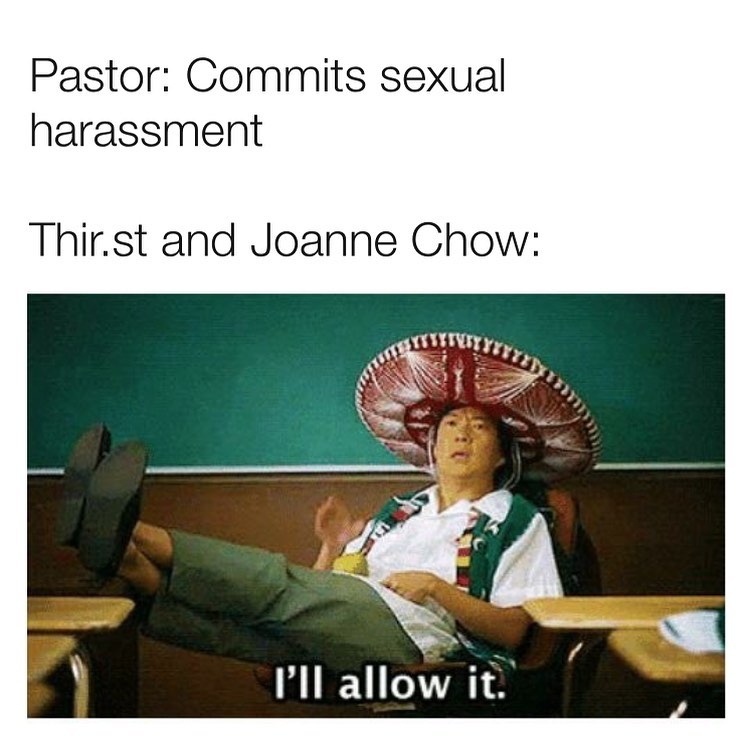 Pastor: Commits sexual
harassment
Thir.st and Joanne Chow:
I'll allow it.